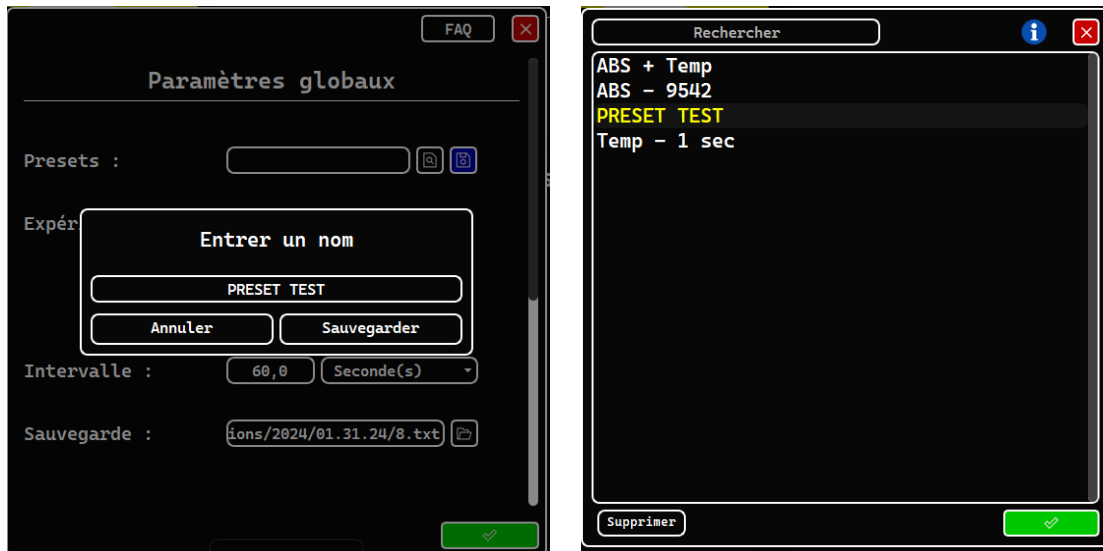 FAQ
Paramètres globaux
Presets :
Expér
Entrer un nom
PRESET TEST
Annuler
Sauvegarder
Intervalle :
60,0
Seconde(s)
Sauvegarde :
ions/2024/01.31.24/8.txt
Rechercher
ABS + Temp
ABS - 9542
PRESET TEST
Temp - 1 sec
Supprimer